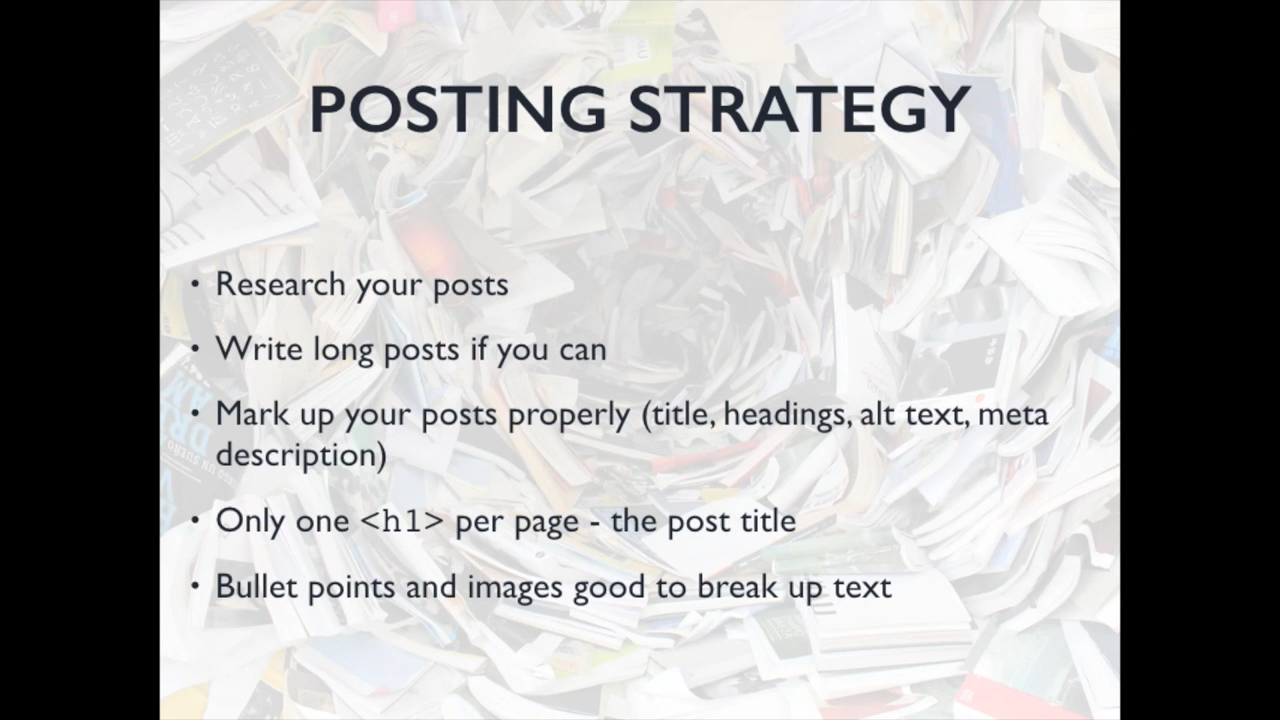 POSTING STRATEGY
• Research your posts
• Write long posts if you can
• Mark up your posts properly (title, headings, alt text, meta
description)
• Only one <h1> per page - the post title
• Bullet points and images good to break up text